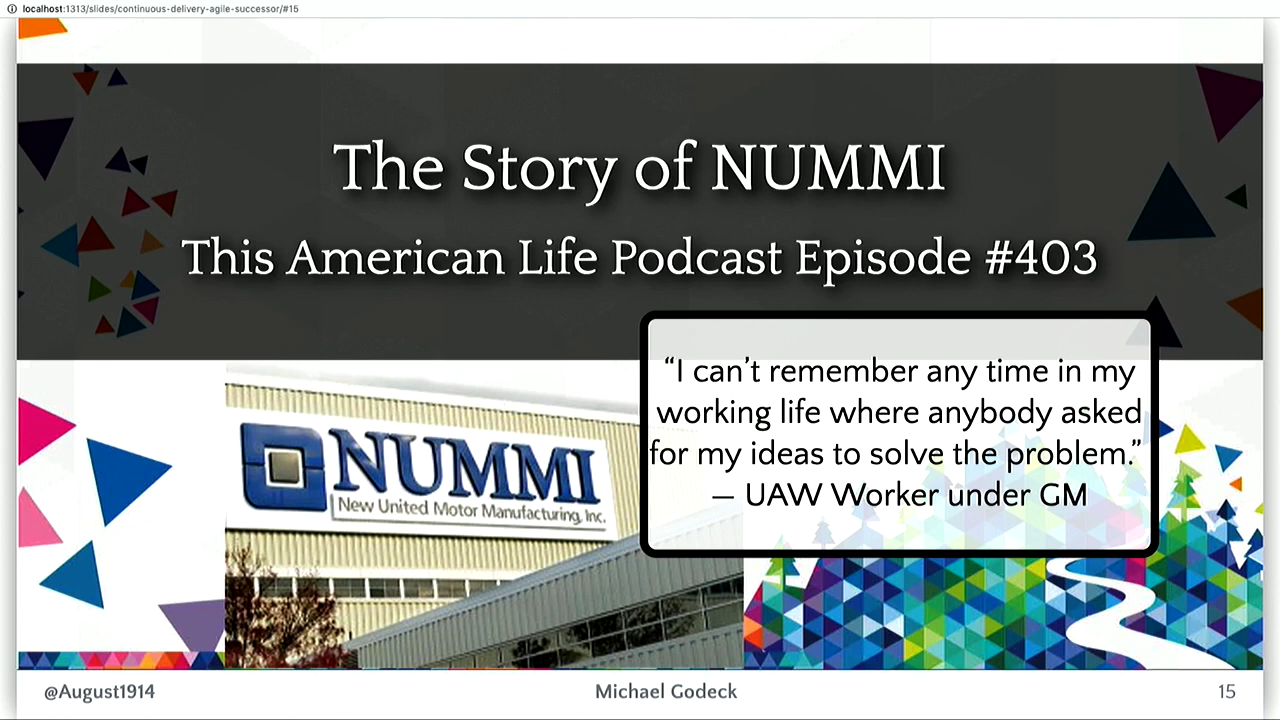 localhost:1313/slides/continuous-delivery-agile-successor/#15
The Story of NUMMI
This American Life Podcast Episode #403
“I can’t remember any time in my
working life where anybody asked
for my ideas to solve the problem.”
— UAW Worker under GM
NUMMI
New United Motor Manufacturing, Inc.
@August1914
Michael Godeck
15